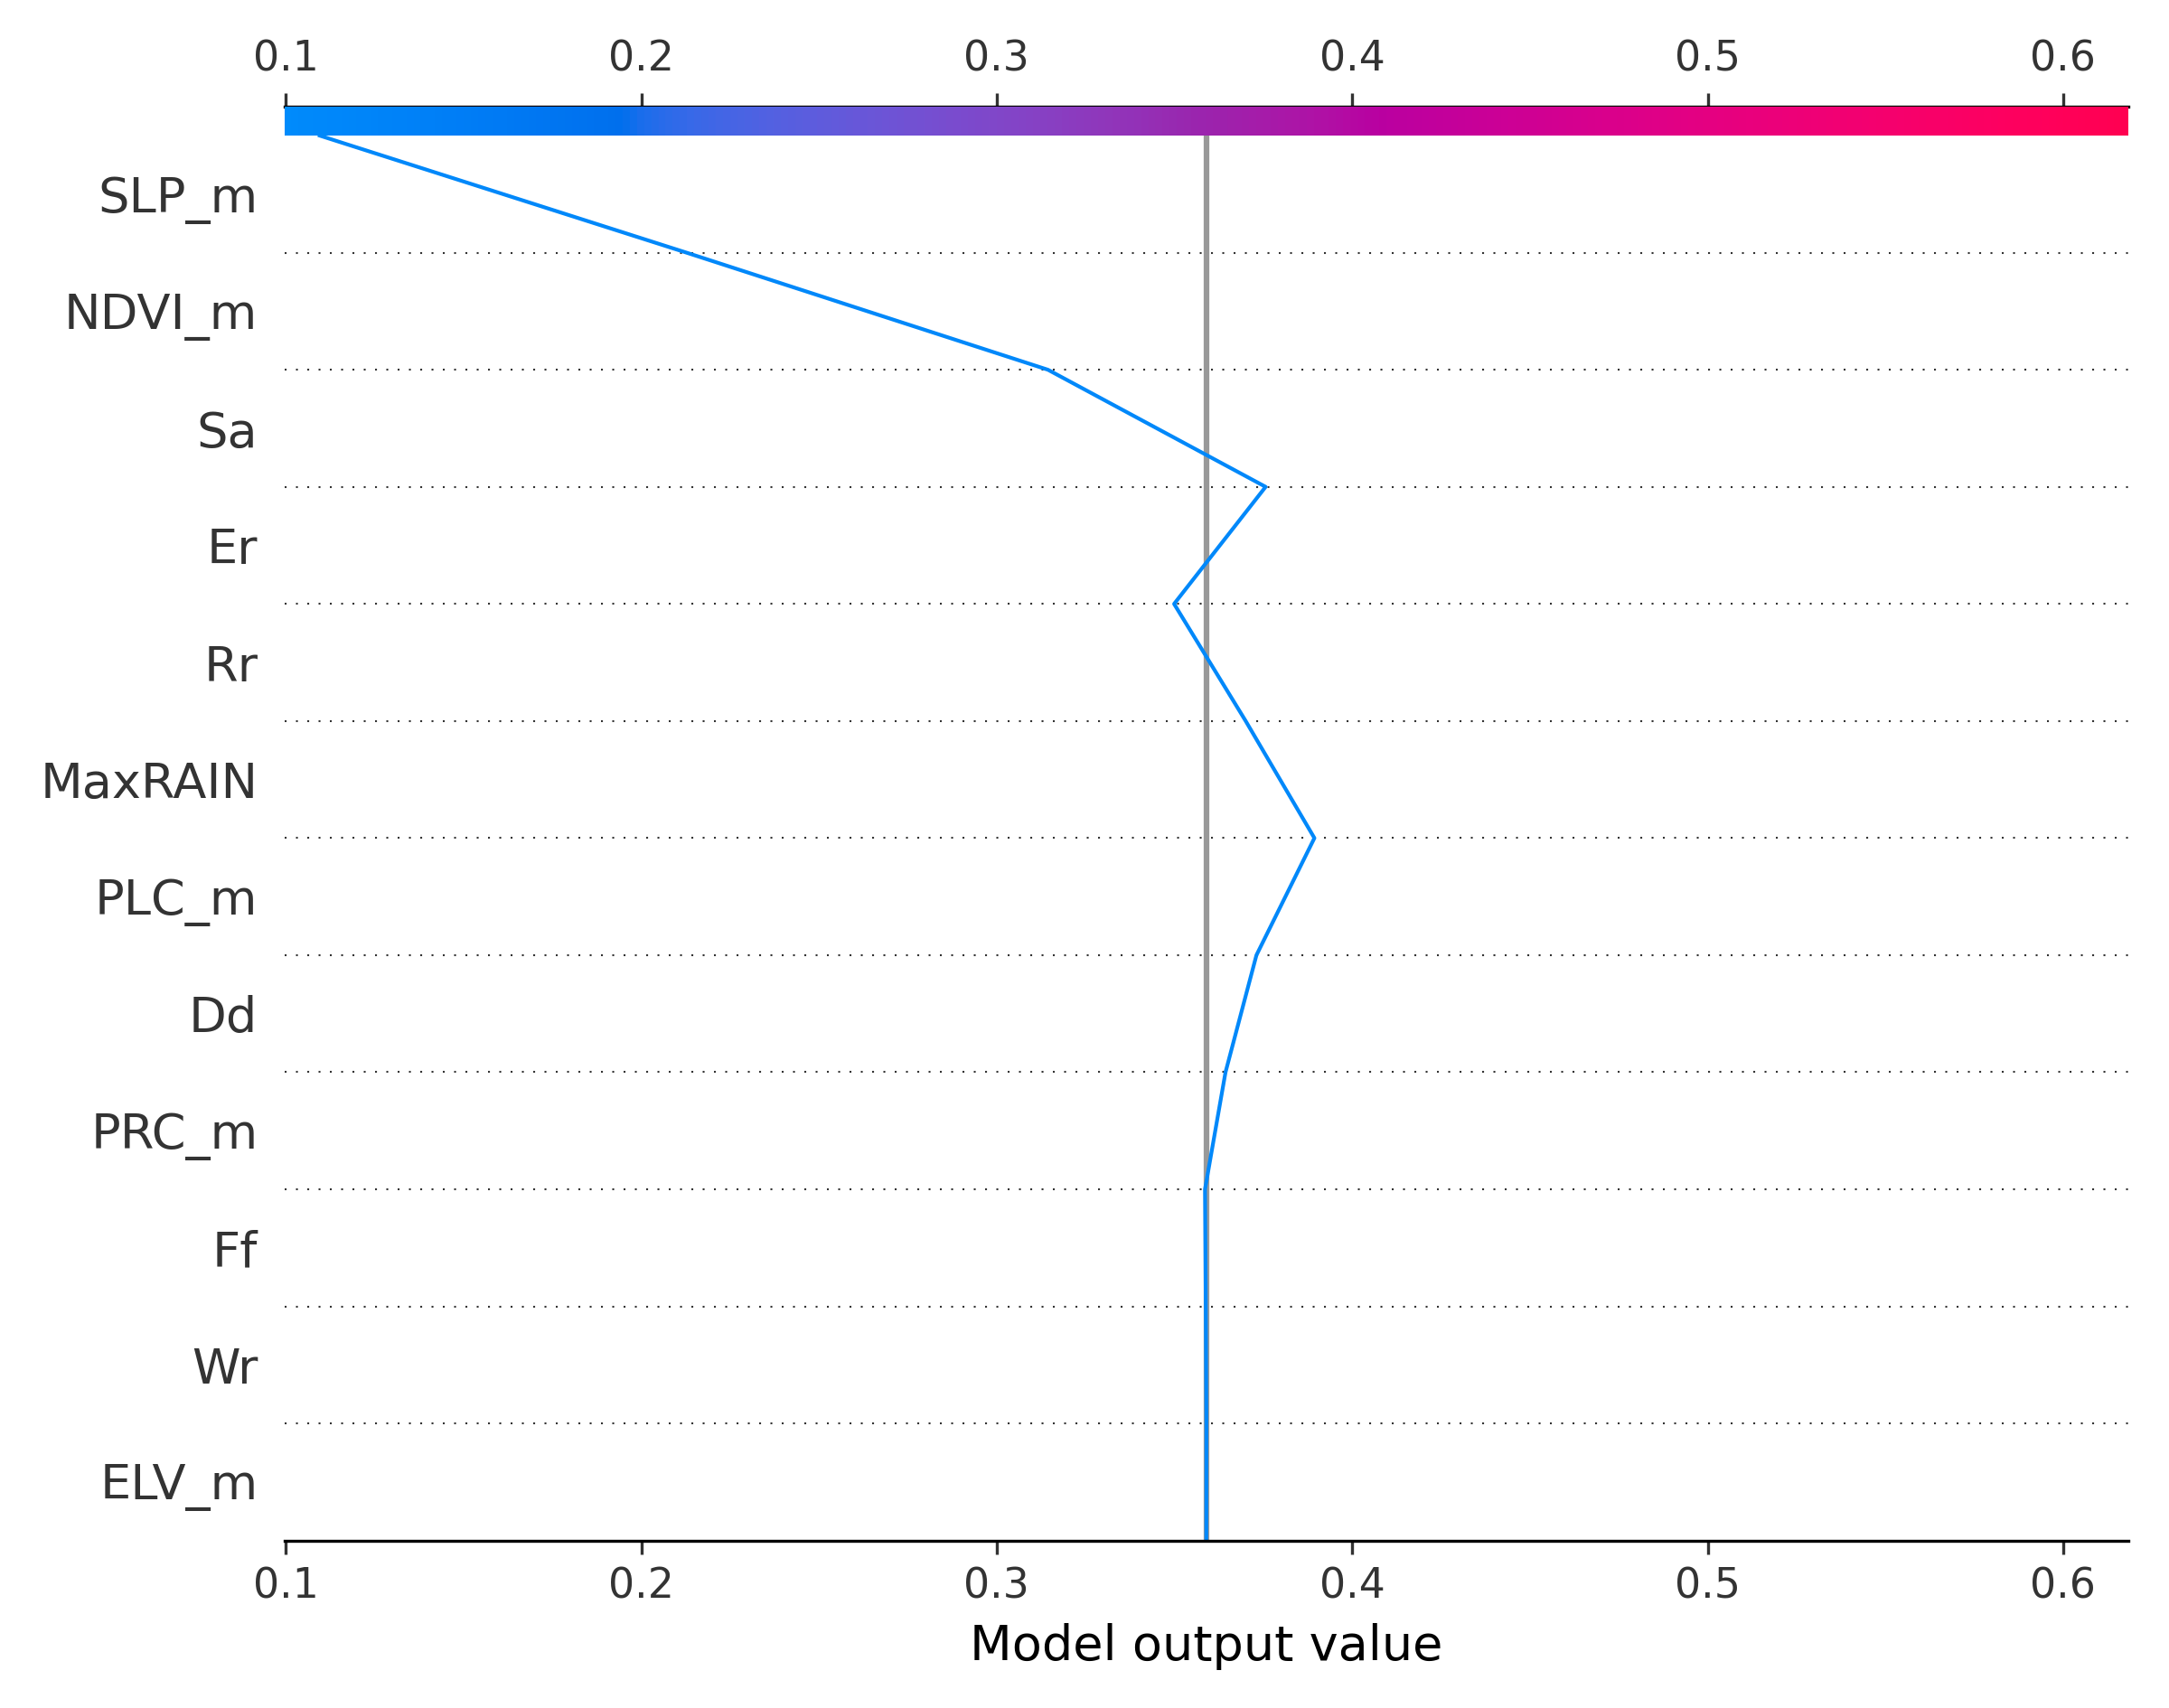 0.1 0.2 0.3 0.4 0.5 0.6
SLP_m
NDVI_m
Sa
Er
Rr
MaxRAIN
PLC_m
Dd
PRC_m
Ff
Wr
ELV_m
0.1 0.2 0.3 0.4 0.5 0.6
Model output value